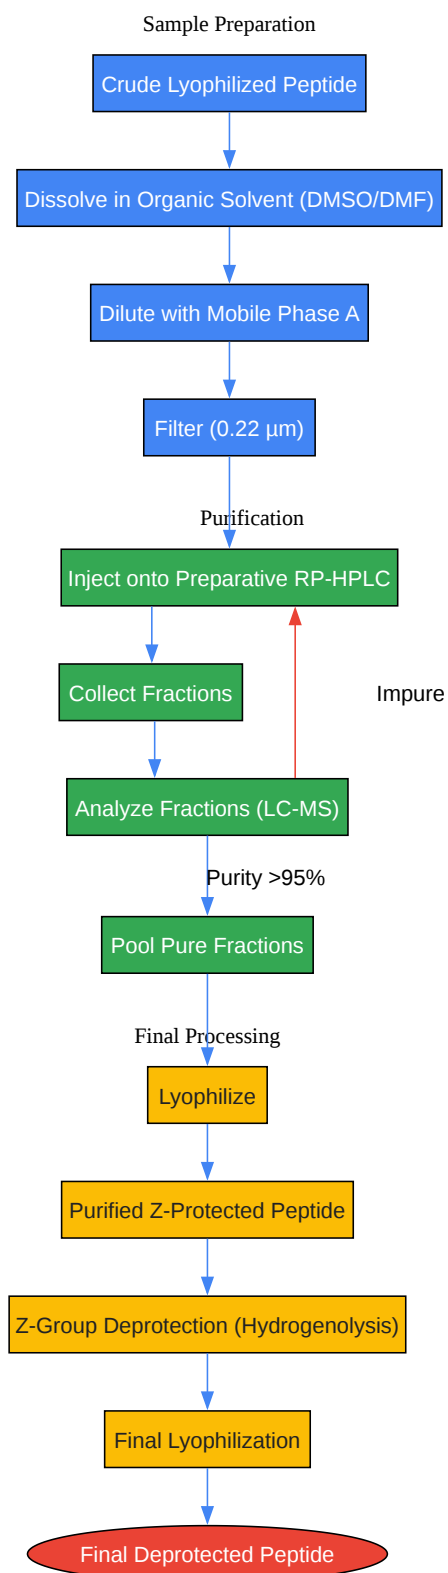 Sample Preparation
Crude Lyophilized Peptide
Dissolve in Organic Solvent (DMSO/DMF)
Dilute with Mobile Phase A
Filter (0.22 µm)
Purification
Inject onto Preparative RP-HPLC
Collect Fractions
Impure
Analyze Fractions (LC-MS)
Purity >95%
Pool Pure Fractions
Final Processing
Lyophilize
Purified Z-Protected Peptide
Z-Group Deprotection (Hydrogenolysis)
Final Lyophilization
Final Deprotected Peptide